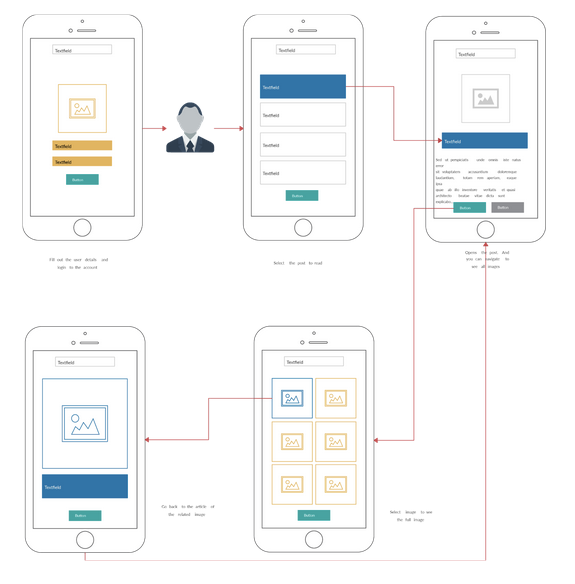 Textfield
Textfield
Textfield
Button
Fill out the user details and
login to the account
Textfield
Textfield
Textfield
Textfield
Textfield
Button
Select the post to read
Textfield
Textfield
Sed ut perspiciatis unde omnis iste natus
error
sit voluptatem accusantium doloremque
laudantium, totam rem aperiam, eaque
ipsa
quae ab illo inventore veritatis et quasi
architecto beatae vitae dicta sunt
explicabo.
Button
Button
Opens the post. And
you can navigate to
see all images
Textfield
Textfield
Button
Go back to the article of
the related image
Textfield
Button
Select image to see
the full image